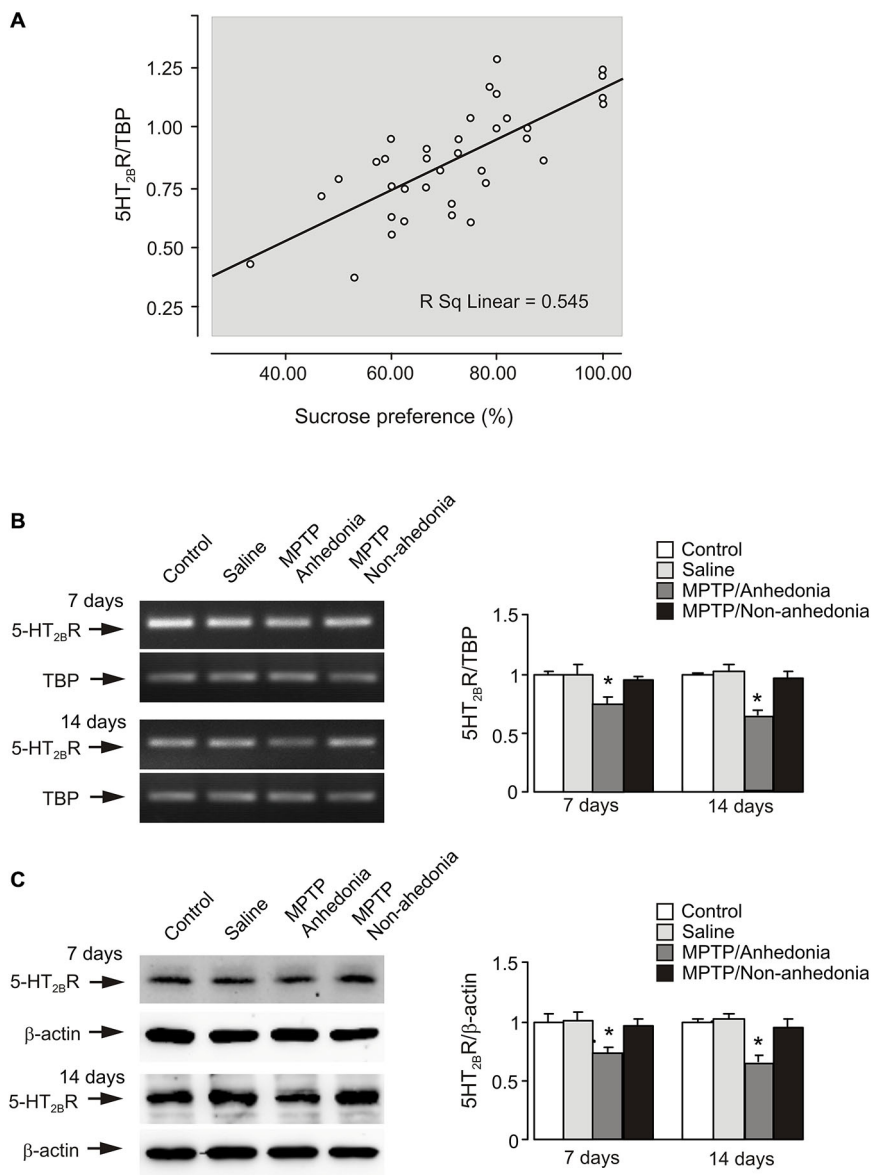 A
5HT2BR/TBP
1.25
1.00
0.75
0.50
0.25
R Sq Linear = 0.545
40.00 60.00 80.00 100.00
Sucrose preference (%)
B
Control
Saline
MPTP
Anhedonia
MPTP
Non-ahedonia
7 days
5-HT2BR
TBP
14 days
5-HT2BR
TBP
Control
Saline
MPTP/Anhedonia
MPTP/Non-anhedonia
5HT2BR/TBP
1.5
1
0.5
0
* *
7 days 14 days
C
Control
Saline
MPTP
Anhedonia
MPTP
Non-ahedonia
7 days
5-HT2BR
β-actin
14 days
5-HT2BR
β-actin
Control
Saline
MPTP/Anhedonia
MPTP/Non-anhedonia
5HT2BR/β-actin
1.5
1
0.5
0
* *
7 days 14 days